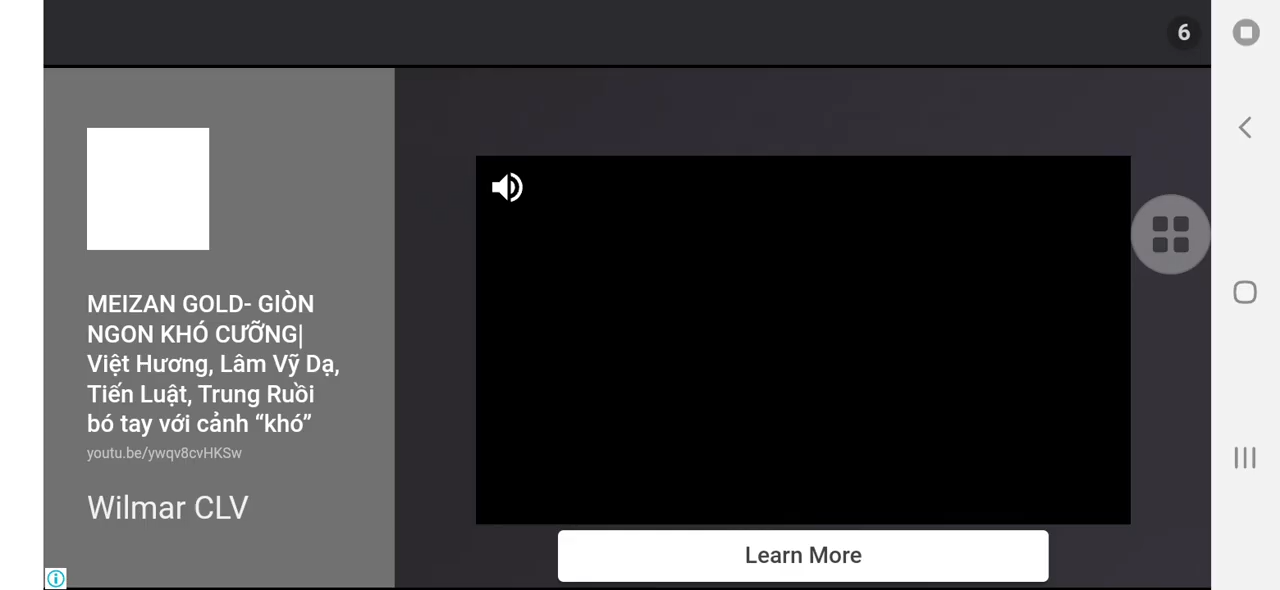 6
MEIZAN GOLD- GIÒN
NGON KHÓ CƯỠNG|
Việt Hương, Lâm Vỹ Dạ,
Tiến Luật, Trung Ruồi
bó tay với cảnh “khó”
youtu.be/ywqv8cvHKSw
Wilmar CLV
Learn More